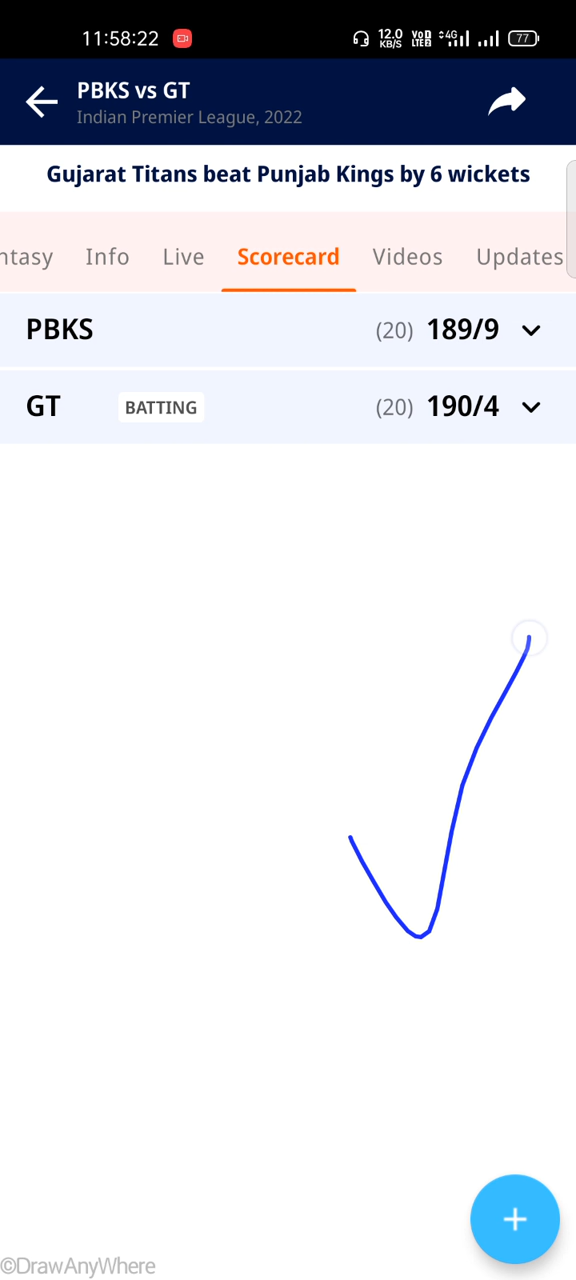 11:58:22 12.0 KB/S VoD LTE2 4G 77
PBKS vs GT
Indian Premier League, 2022
Gujarat Titans beat Punjab Kings by 6 wickets
ntasy Info Live Scorecard Videos Updates
PBKS (20) 189/9
GT BATTING (20) 190/4
+
©DrawAnyWhere